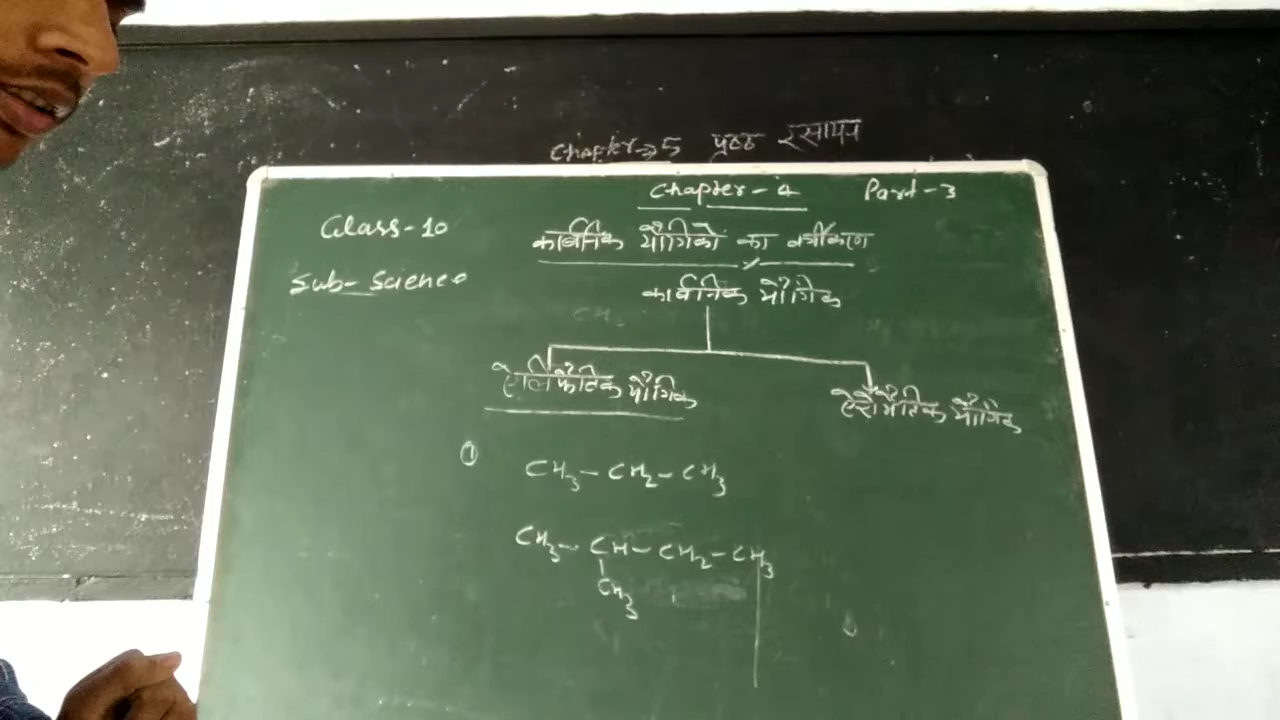 Chapter→5 पृष्ठ रसायन
Chapter-4 Part-3
Class-10
कार्बनिक यौगिकों का वर्गीकरण
Sub-Science
कार्बनिक यौगिक
ऐलिफैतिक यौगिक
ऐरोमैतिक यौगिक
①
CH₃-CH₂-CH₃
CH₃-CH-CH₂-CH₃
CH₃